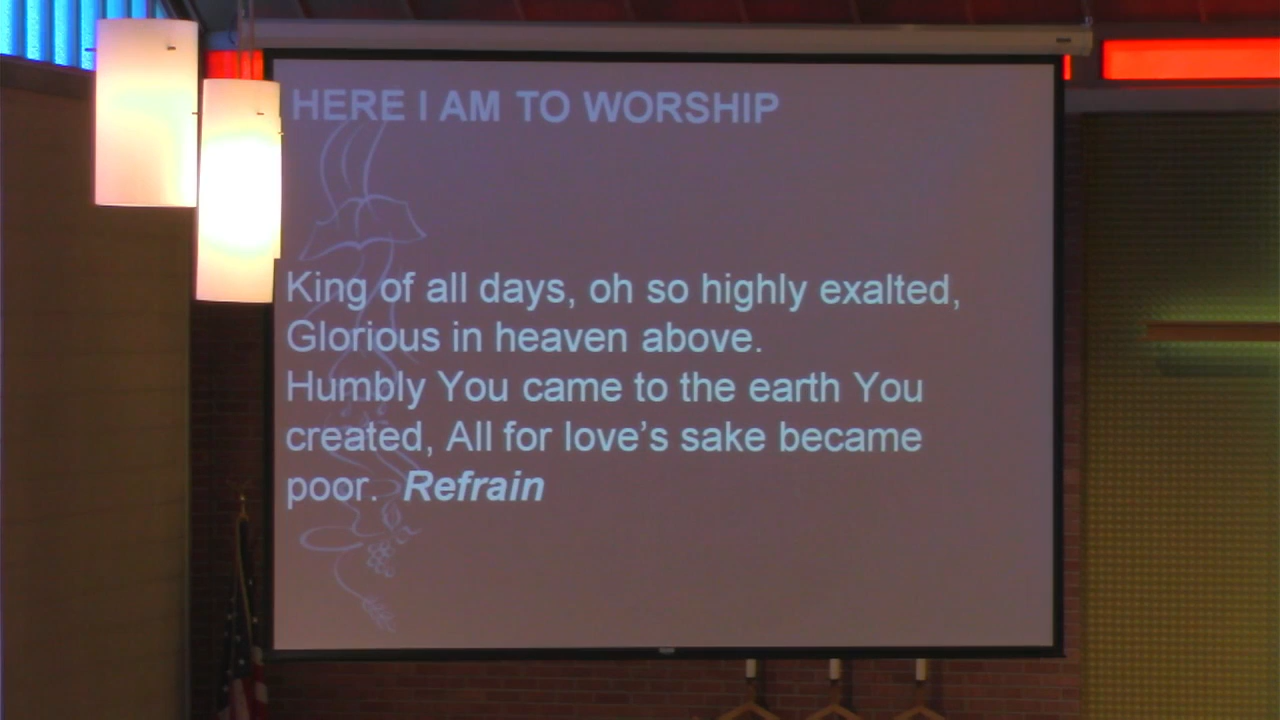 HERE I AM TO WORSHIP
King of all days, oh so highly exalted,
Glorious in heaven above.
Humbly You came to the earth You
created, All for love’s sake became
poor. Refrain